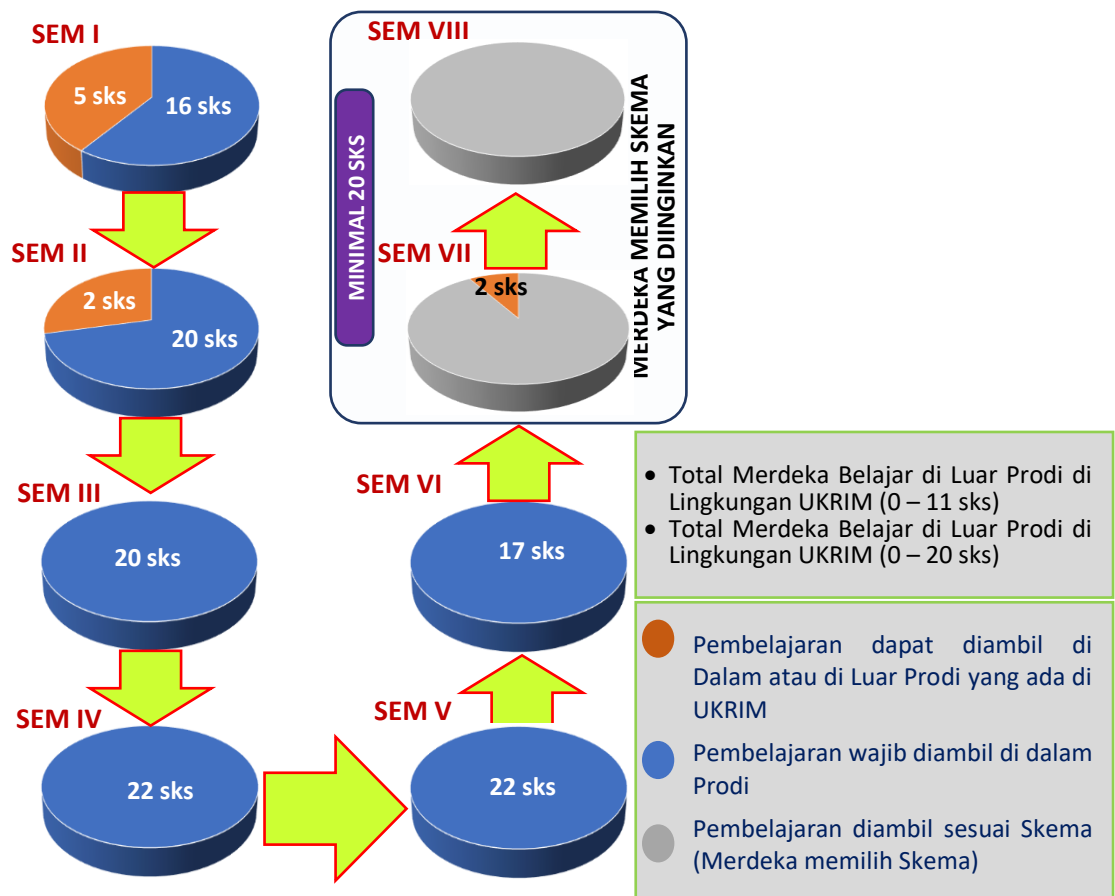 SEM I
5 sks
16 sks
SEM II
2 sks
20 sks
SEM III
20 sks
SEM IV
22 sks
SEM V
22 sks
SEM VI
17 sks
SEM VII
2 sks
SEM VIII
MINIMAL 20 SKS
MERDEKA MEMILIH SKEMA
YANG DIINGINKAN
• Total Merdeka Belajar di Luar Prodi di
Lingkungan UKRIM (0 – 11 sks)
• Total Merdeka Belajar di Luar Prodi di
Lingkungan UKRIM (0 – 20 sks)
Pembelajaran dapat diambil di
Dalam atau di Luar Prodi yang ada di
UKRIM
Pembelajaran wajib diambil di dalam
Prodi
Pembelajaran diambil sesuai Skema
(Merdeka memilih Skema)